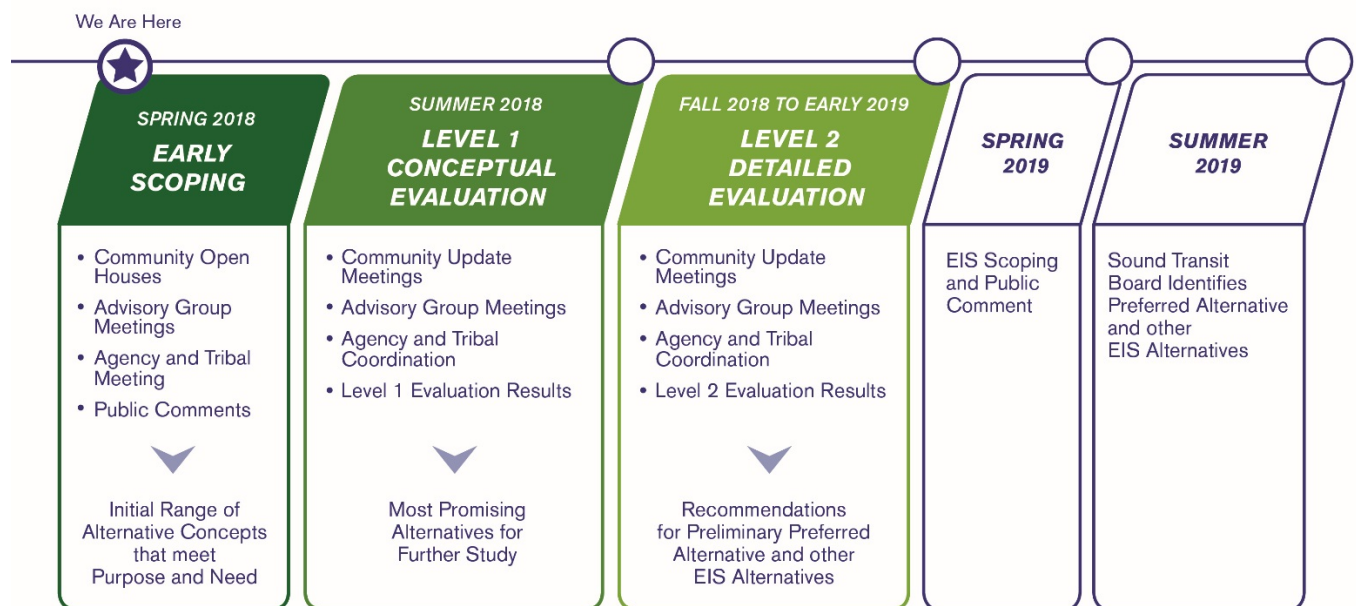 We Are Here
SPRING 2018
EARLY
SCOPING
• Community Open
Houses
• Advisory Group
Meetings
• Agency and Tribal
Meeting
• Public Comments
Initial Range of
Alternative Concepts
that meet
Purpose and Need
SUMMER 2018
LEVEL 1
CONCEPTUAL
EVALUATION
• Community Update
Meetings
• Advisory Group Meetings
• Agency and Tribal
Coordination
• Level 1 Evaluation Results
Most Promising
Alternatives for
Further Study
FALL 2018 TO EARLY 2019
LEVEL 2
DETAILED
EVALUATION
• Community Update
Meetings
• Advisory Group Meetings
• Agency and Tribal
Coordination
• Level 2 Evaluation Results
Recommendations
for Preliminary Preferred
Alternative and other
EIS Alternatives
SPRING
2019
EIS Scoping
and Public
Comment
SUMMER
2019
Sound Transit
Board Identifies
Preferred Alternative
and other
EIS Alternatives